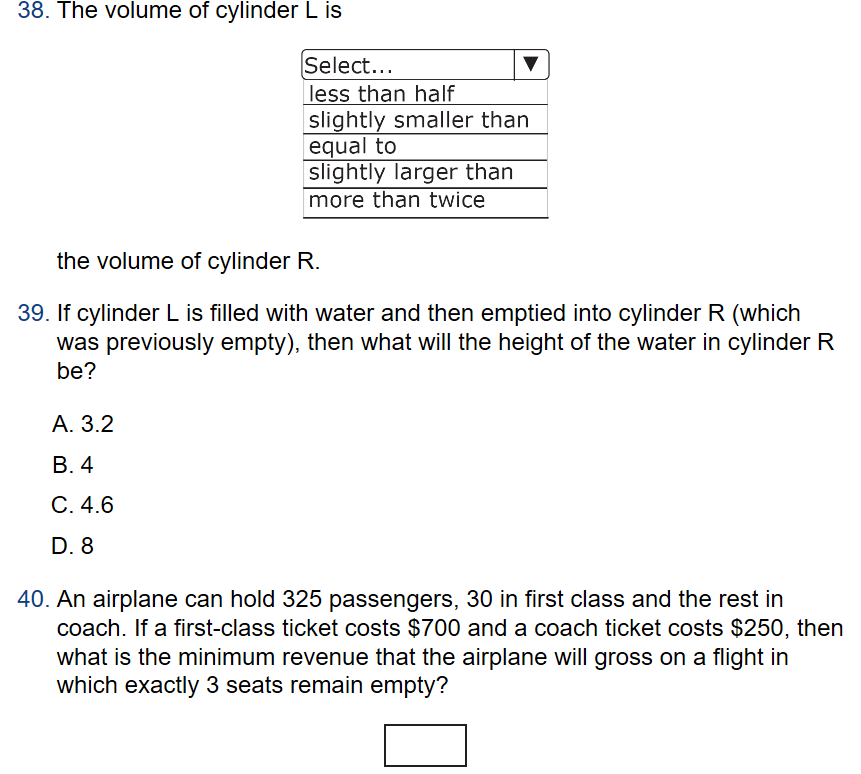 38. The volume of cylinder L is
Select... ▼
less than half
slightly smaller than
equal to
slightly larger than
more than twice
the volume of cylinder R.
39. If cylinder L is filled with water and then emptied into cylinder R (which
was previously empty), then what will the height of the water in cylinder R
be?
A. 3.2
B. 4
C. 4.6
D. 8
40. An airplane can hold 325 passengers, 30 in first class and the rest in
coach. If a first-class ticket costs $700 and a coach ticket costs $250, then
what is the minimum revenue that the airplane will gross on a flight in
which exactly 3 seats remain empty?